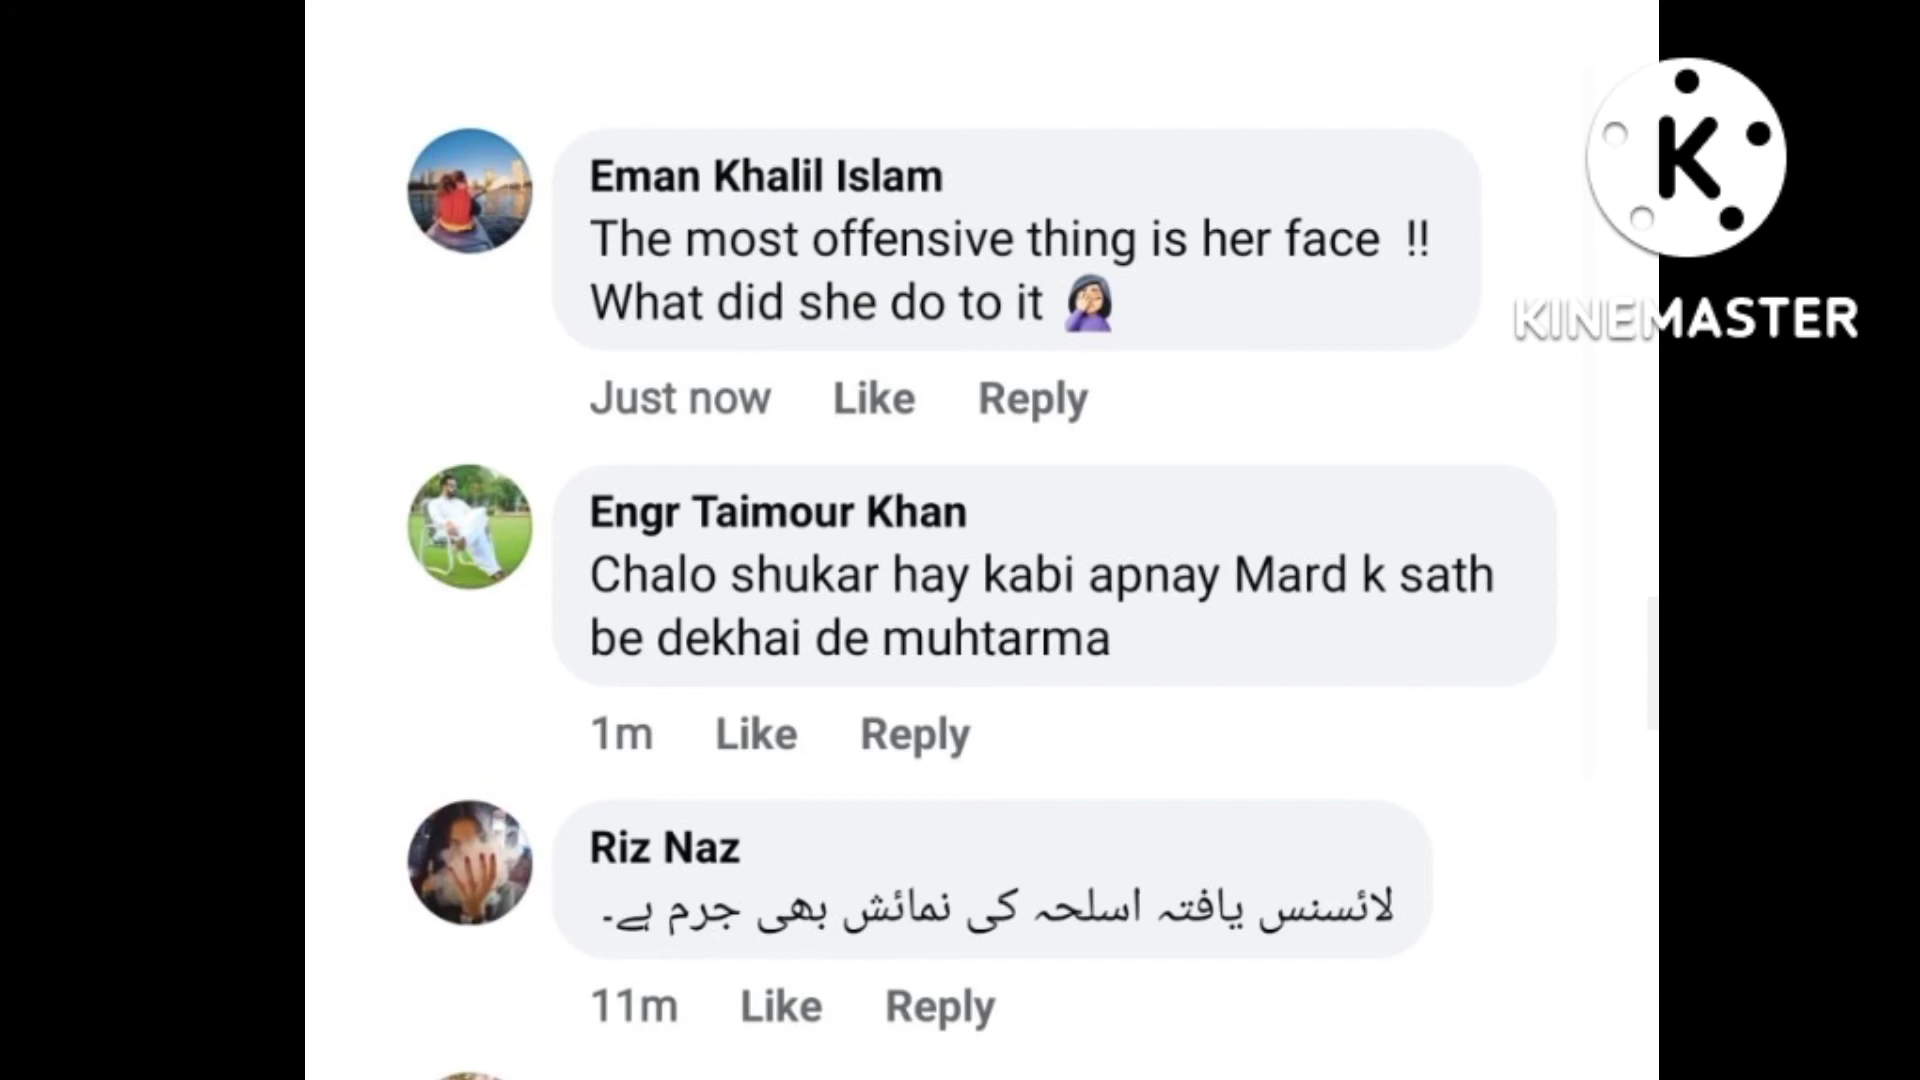 Eman Khalil Islam
The most offensive thing is her face !!
What did she do to it 🤦🏻‍♀️
Just now Like Reply
Engr Taimour Khan
Chalo shukar hay kabi apnay Mard k sath
be dekhai de muhtarma
1m Like Reply
Riz Naz
لائسنس یافتہ اسلحہ کی نمائش بھی جرم ہے۔
11m Like Reply
K
KINEMASTER